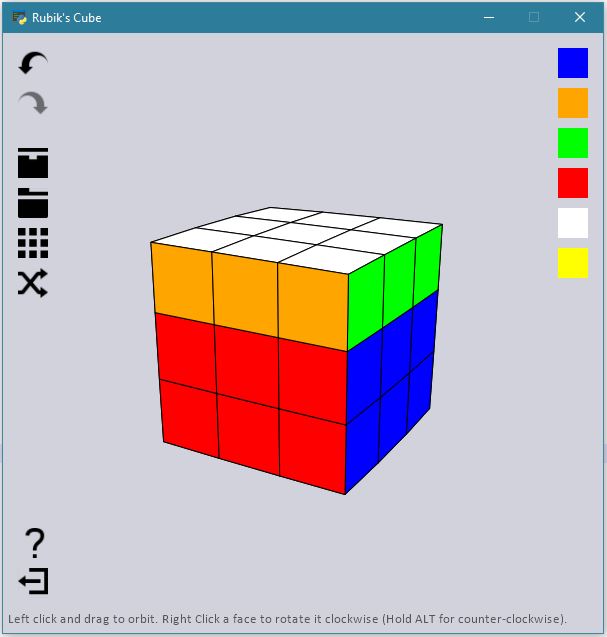 Rubik's Cube
?
Left click and drag to orbit. Right Click a face to rotate it clockwise (Hold ALT for counter-clockwise).